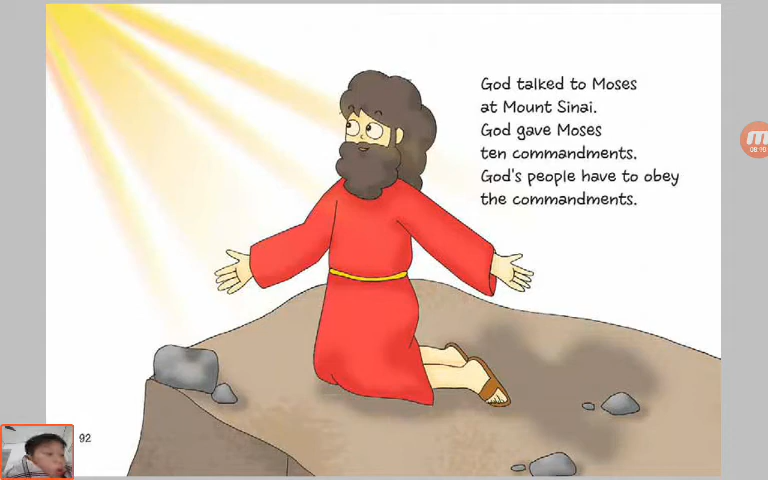 God talked to Moses
at Mount Sinai.
God gave Moses
ten commandments.
God's people have to obey
the commandments.
92